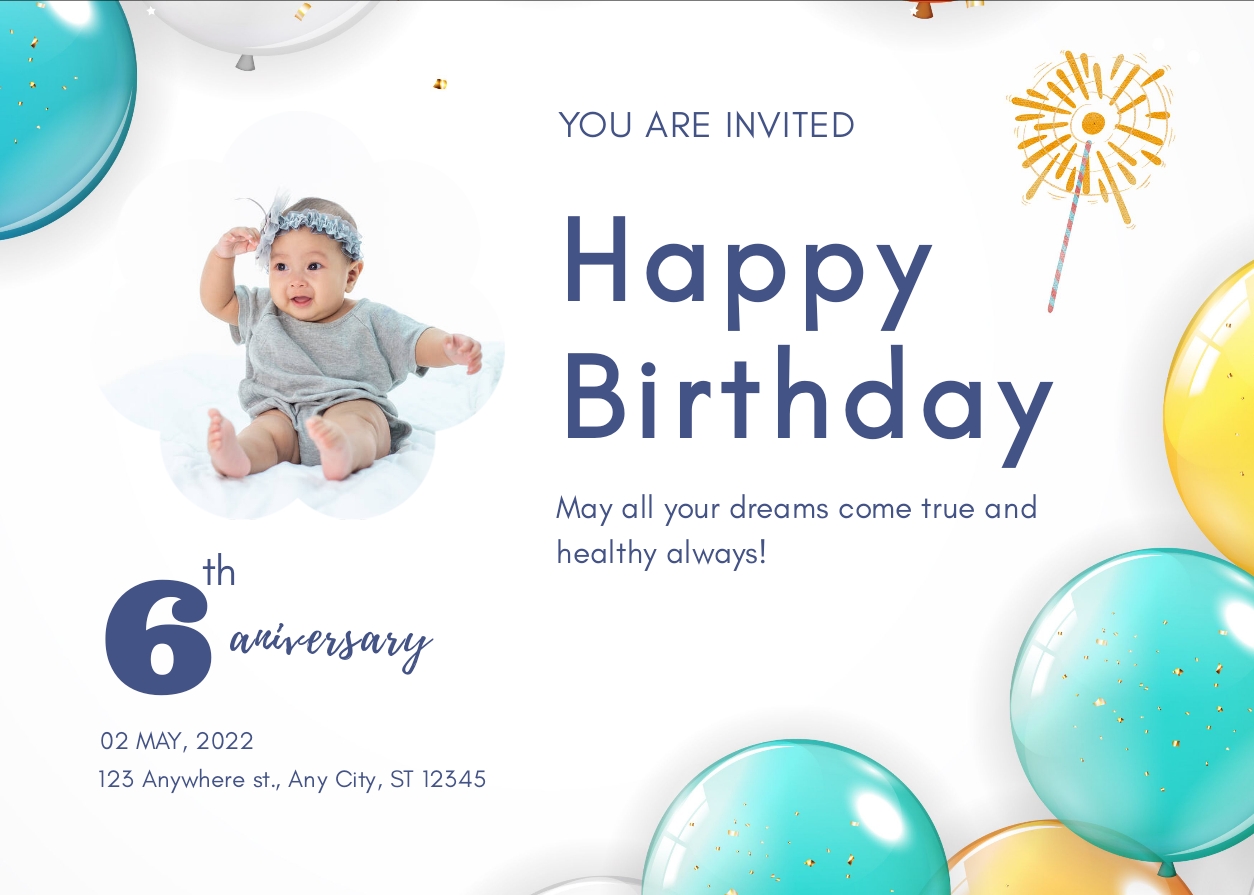 YOU ARE INVITED
Happy
Birthday
May all your dreams come true and
healthy always!
6th
aniversary
02 MAY, 2022
123 Anywhere st., Any City, ST 12345